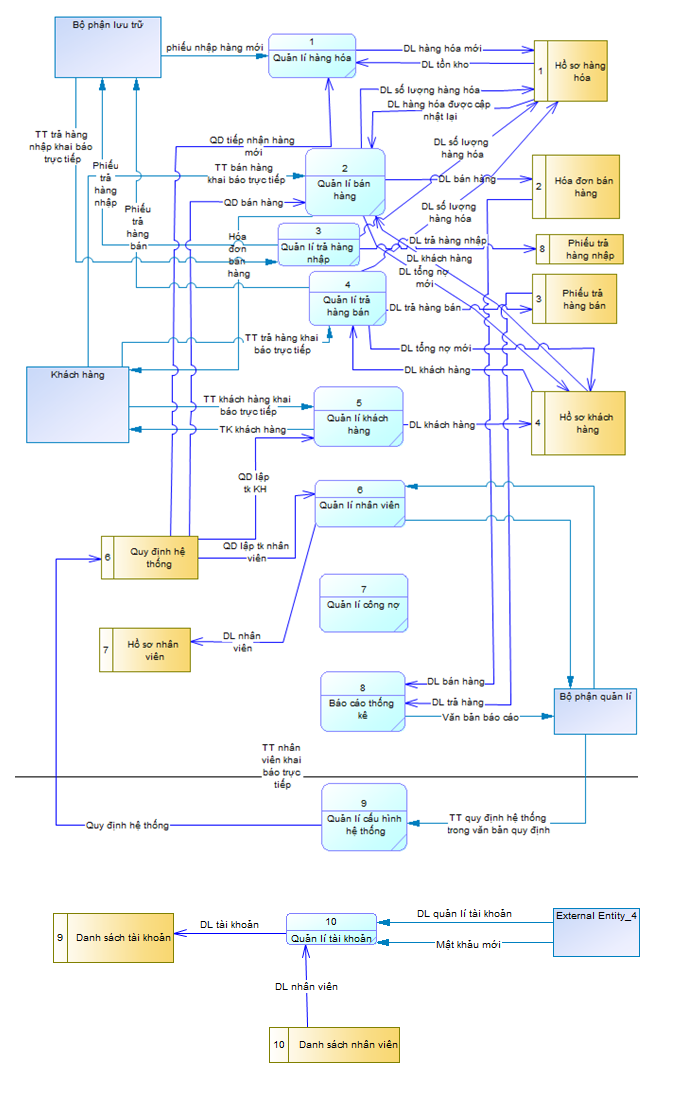 Bộ phận lưu trữ
phiếu nhập hàng mới
1
Quản lí hàng hóa
DL hàng hóa mới
DL tồn kho
1
Hồ sơ hàng
hóa
DL số lượng hàng hóa
DL hàng hóa được cập
nhật lại
TT trả hàng
nhập khai báo
trực tiếp
Phiếu
trả
hàng
nhập
QD tiếp nhận hàng
mới
DL số
lượng
hàng hóa
TT bán hàng
khai báo trực tiếp
2
Quản lí bán
hàng
DL bán hàng
2
Hóa đơn bán
hàng
QD bán hàng
Phiếu
trả
hàng
bán
DL số
lượng
hàng hóa
Hóa
đơn
bán
hàng
3
Quản lí trả hàng
nhập
DL trả hàng nhập
8
Phiếu trả
hàng nhập
DL khách hàng
DL tổng nợ
mới
4
Quản lí trả
hàng bán
DL trả hàng bán
3
Phiếu trả
hàng bán
TT trả hàng khai
báo trực tiếp
DL tổng nợ mới
DL khách hàng
Khách hàng
TT khách hàng khai
báo trực tiếp
TK khách hàng
5
Quản lí khách
hàng
DL khách hàng
4
Hồ sơ khách
hàng
QD lập
tk KH
6
Quản lí nhân viên
6
Quy định hệ
thống
QD lập tk nhân
viên
7
Quản lí công nợ
7
Hồ sơ nhân
viên
DL nhân
viên
8
Báo cáo thống
kê
DL bán hàng
DL trả hàng
Văn bản báo cáo
Bộ phận quản lí
TT nhân
viên khai
báo trực
tiếp
9
Quản lí cấu hình
hệ thống
Quy định hệ thống
TT quy định hệ thống
trong văn bản quy định
9
Danh sách tài khoản
DL tài khoản
10
Quản lí tài khoản
DL quản lí tài khoản
Mật khẩu mới
External Entity_4
DL nhân viên
10
Danh sách nhân viên